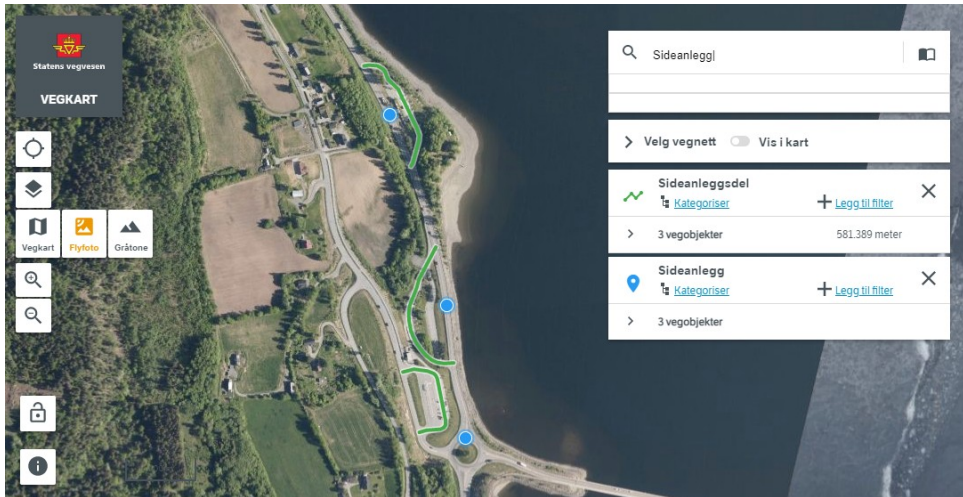 Statens vegvesen
VEGKART
Vegkart
Flyfoto
Gråtone
Sideanlegg
Velg vegnett
Vis i kart
Sideanleggsdel
Kategoriser
Legg til filter
3 vegobjekter
581.389 meter
Sideanlegg
Kategoriser
Legg til filter
3 vegobjekter